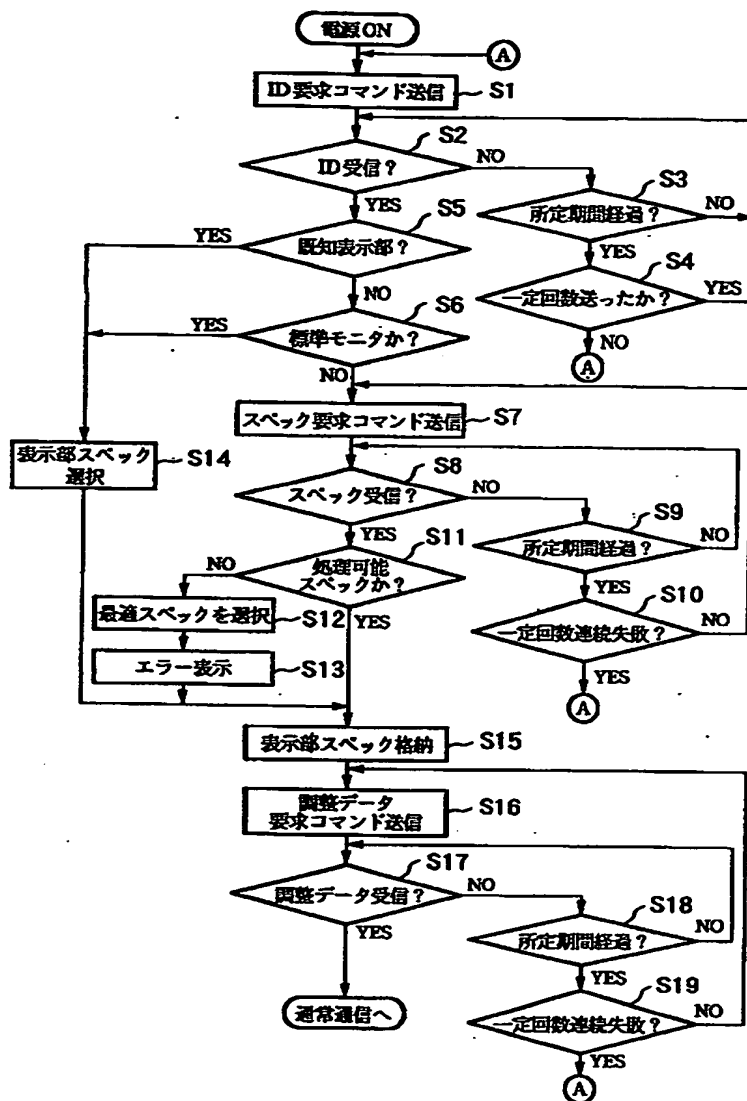 電源ON
A
ID要求コマンド送信
S1
S2
ID受信？
NO
YES
S3
所定期間経過？
NO
YES
S5
既知表示部？
YES
NO
S4
一定回数送ったか？
YES
NO
A
S6
標準モニタか？
YES
NO
スペック要求コマンド送信
S7
表示部スペック
選択
S14
S8
スペック受信？
NO
YES
S9
所定期間経過？
NO
YES
S11
処理可能
スペックか？
NO
YES
S10
一定回数連続失敗？
NO
YES
A
最適スペックを選択
S12
エラー表示
S13
表示部スペック格納
S15
調整データ
要求コマンド送信
S16
S17
調整データ受信？
NO
YES
S18
所定期間経過？
NO
YES
S19
一定回数連続失敗？
NO
YES
A
通常通信へ